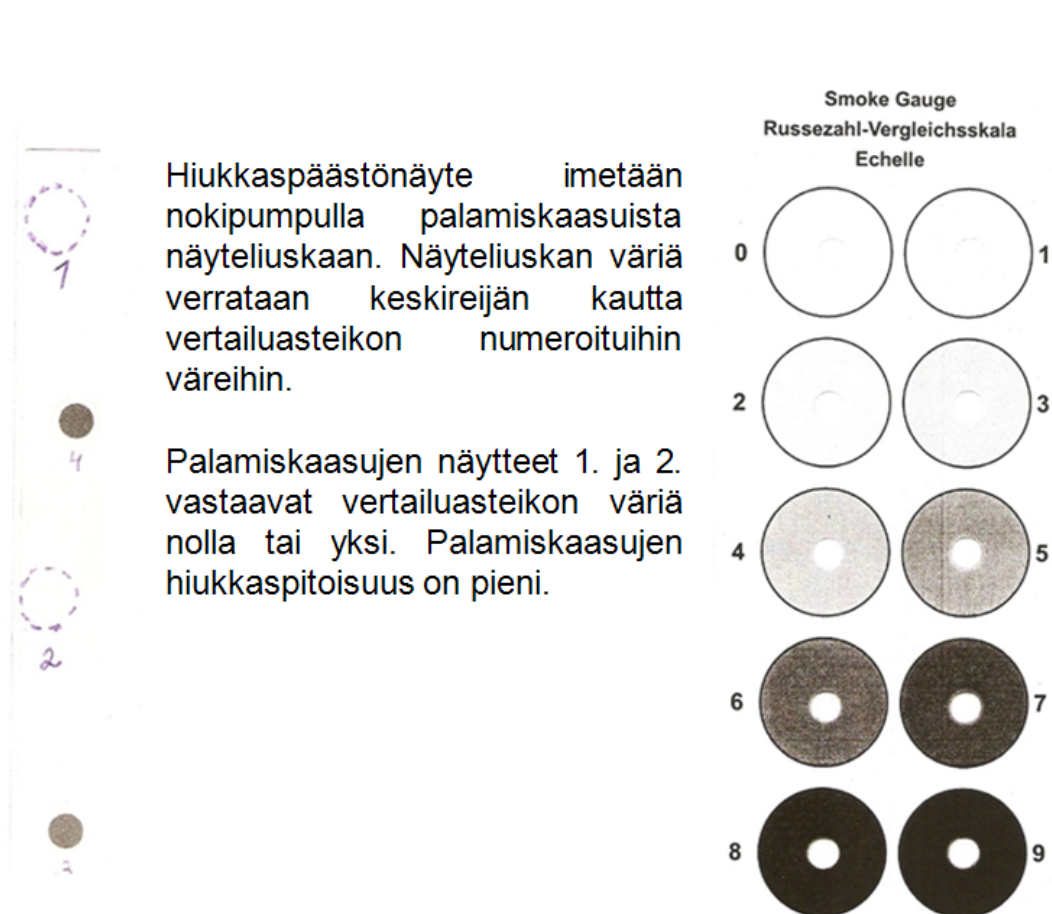 Smoke Gauge
Russezahl-Vergleichsskala
Echelle
Hiukkaspäästönäyte imetään
nokipumpulla palamiskaasuista
näyteliuskaan. Näyteliuskan väriä
verrataan keskireijän kautta
vertailuasteikon numeroituihin
väreihin.
Palamiskaasujen näytteet 1. ja 2.
vastaavat vertailuasteikon väriä
nolla tai yksi. Palamiskaasujen
hiukkaspitoisuus on pieni.
1
4
2
3
0 1
2 3
4 5
6 7
8 9